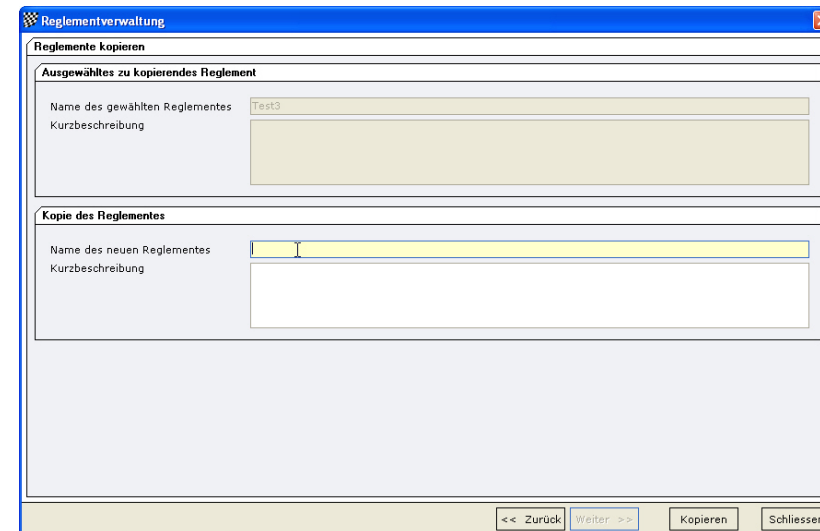 Reglementverwaltung
Reglemente kopieren
Ausgewähltes zu kopierendes Reglement
Name des gewählten Reglementes
Test3
Kurzbeschreibung
Kopie des Reglementes
Name des neuen Reglementes
Kurzbeschreibung
<< Zurück Weiter >> Kopieren Schliessen